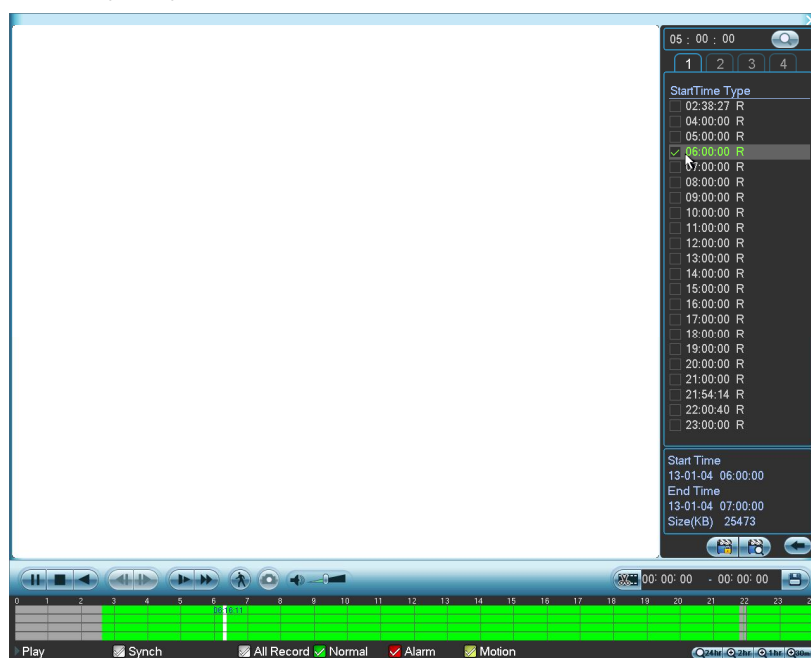 05 : 00 : 00
1 2 3 4
StartTime Type
02:38:27 R
04:00:00 R
05:00:00 R
06:00:00 R
07:00:00 R
08:00:00 R
09:00:00 R
10:00:00 R
11:00:00 R
12:00:00 R
13:00:00 R
14:00:00 R
15:00:00 R
16:00:00 R
17:00:00 R
18:00:00 R
19:00:00 R
20:00:00 R
21:00:00 R
21:54:14 R
22:00:40 R
23:00:00 R
Start Time
13-01-04 06:00:00
End Time
13-01-04 07:00:00
Size(KB) 25473
00: 00: 00 - 00: 00: 00
0 1 2 3 4 5 6 7 8 9 10 11 12 13 14 15 16 17 18 19 20 21 22 23 2
06:16:11
Play Synch All Record Normal Alarm Motion 24hr 2hr 1hr 30m